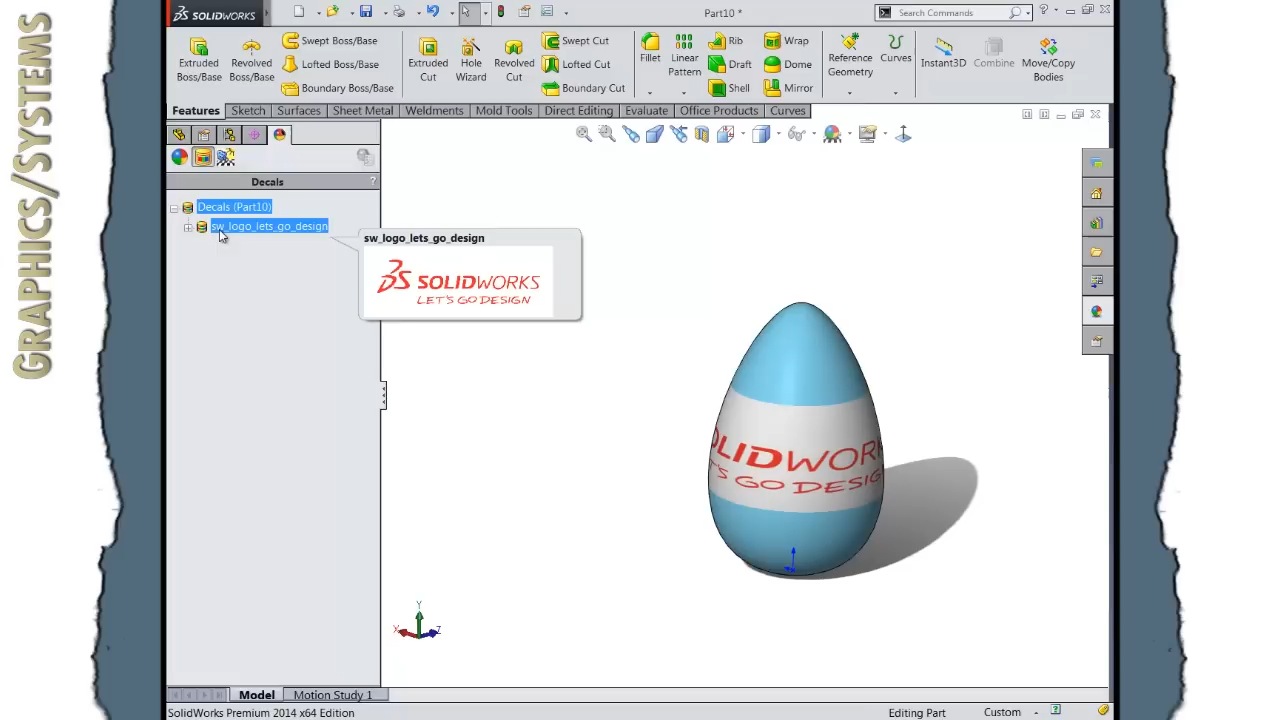 GRAPHICS/SYSTEMS
SOLIDWORKS
Part10 *
Search Commands
Extruded Boss/Base
Revolved Boss/Base
Swept Boss/Base
Lofted Boss/Base
Boundary Boss/Base
Extruded Cut
Hole Wizard
Revolved Cut
Swept Cut
Lofted Cut
Boundary Cut
Fillet
Linear Pattern
Rib
Draft
Shell
Wrap
Dome
Mirror
Reference Geometry
Curves
Instant3D
Combine
Move/Copy Bodies
Features
Sketch
Surfaces
Sheet Metal
Weldments
Mold Tools
Direct Editing
Evaluate
Office Products
Curves
Decals
?
Decals (Part10)
sw_logo_lets_go_design
sw_logo_lets_go_design
SOLIDWORKS
LET'S GO DESIGN
OLIDWORK
T'S GO DESIG
Y
X
Z
Model
Motion Study 1
SolidWorks Premium 2014 x64 Edition
Editing Part
Custom